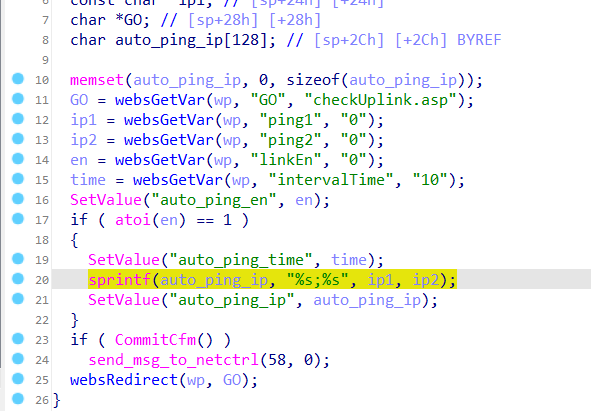 6 const char *ip1; // [sp+24h] [+24h]
7 char *GO; // [sp+28h] [+28h]
8 char auto_ping_ip[128]; // [sp+2Ch] [+2Ch] BYREF
9
10 memset(auto_ping_ip, 0, sizeof(auto_ping_ip));
11 GO = websGetVar(wp, "GO", "checkUplink.asp");
12 ip1 = websGetVar(wp, "ping1", "0");
13 ip2 = websGetVar(wp, "ping2", "0");
14 en = websGetVar(wp, "linkEn", "0");
15 time = websGetVar(wp, "intervalTime", "10");
16 SetValue("auto_ping_en", en);
17 if ( atoi(en) == 1 )
18 {
19 SetValue("auto_ping_time", time);
20 sprintf(auto_ping_ip, "%s;%s", ip1, ip2);
21 SetValue("auto_ping_ip", auto_ping_ip);
22 }
23 if ( CommitCfm() )
24 send_msg_to_netctrl(58, 0);
25 websRedirect(wp, GO);
26 }